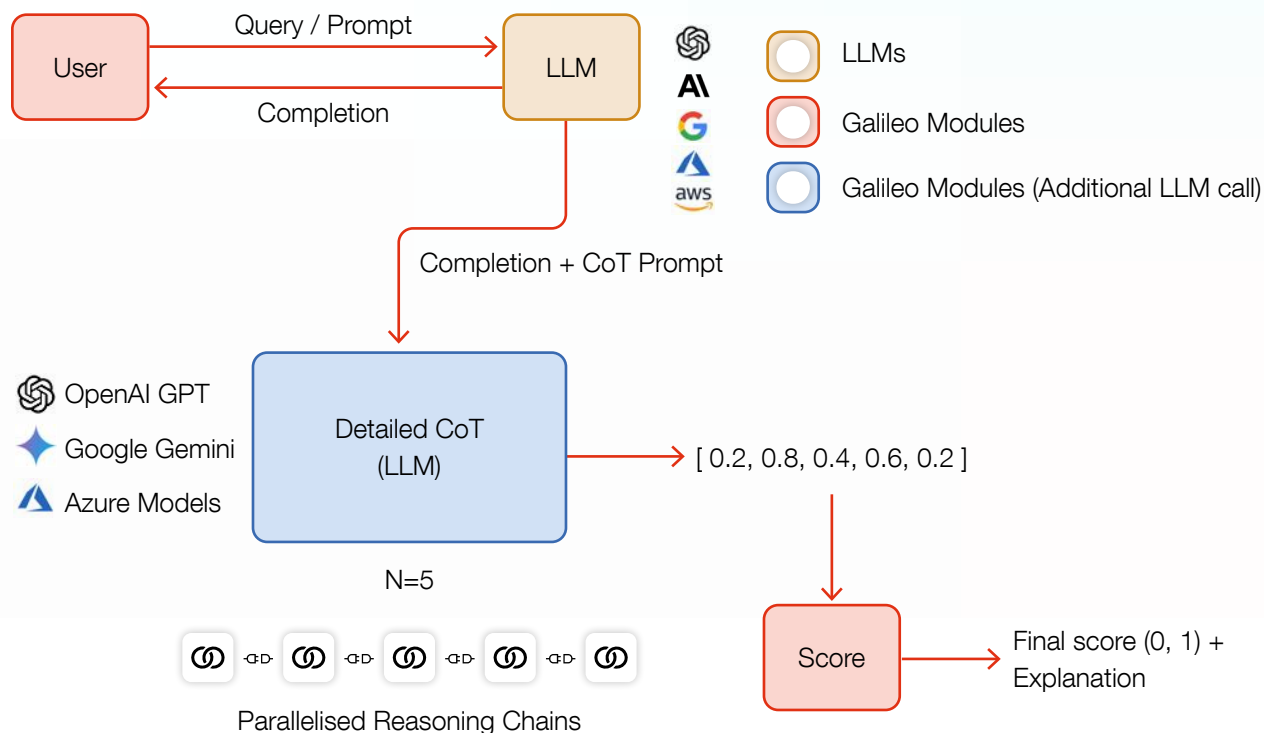 Query / Prompt
User
LLM
Completion
aws
LLMs
Galileo Modules
Galileo Modules (Additional LLM call)
Completion + CoT Prompt
OpenAI GPT
Google Gemini
Azure Models
Detailed CoT
(LLM)
[ 0.2, 0.8, 0.4, 0.6, 0.2 ]
N=5
Parallelised Reasoning Chains
Score
Final score (0, 1) +
Explanation